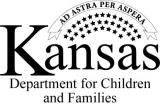 AD ASTRA PER ASPERA
Kansas
Department for Children
and Families